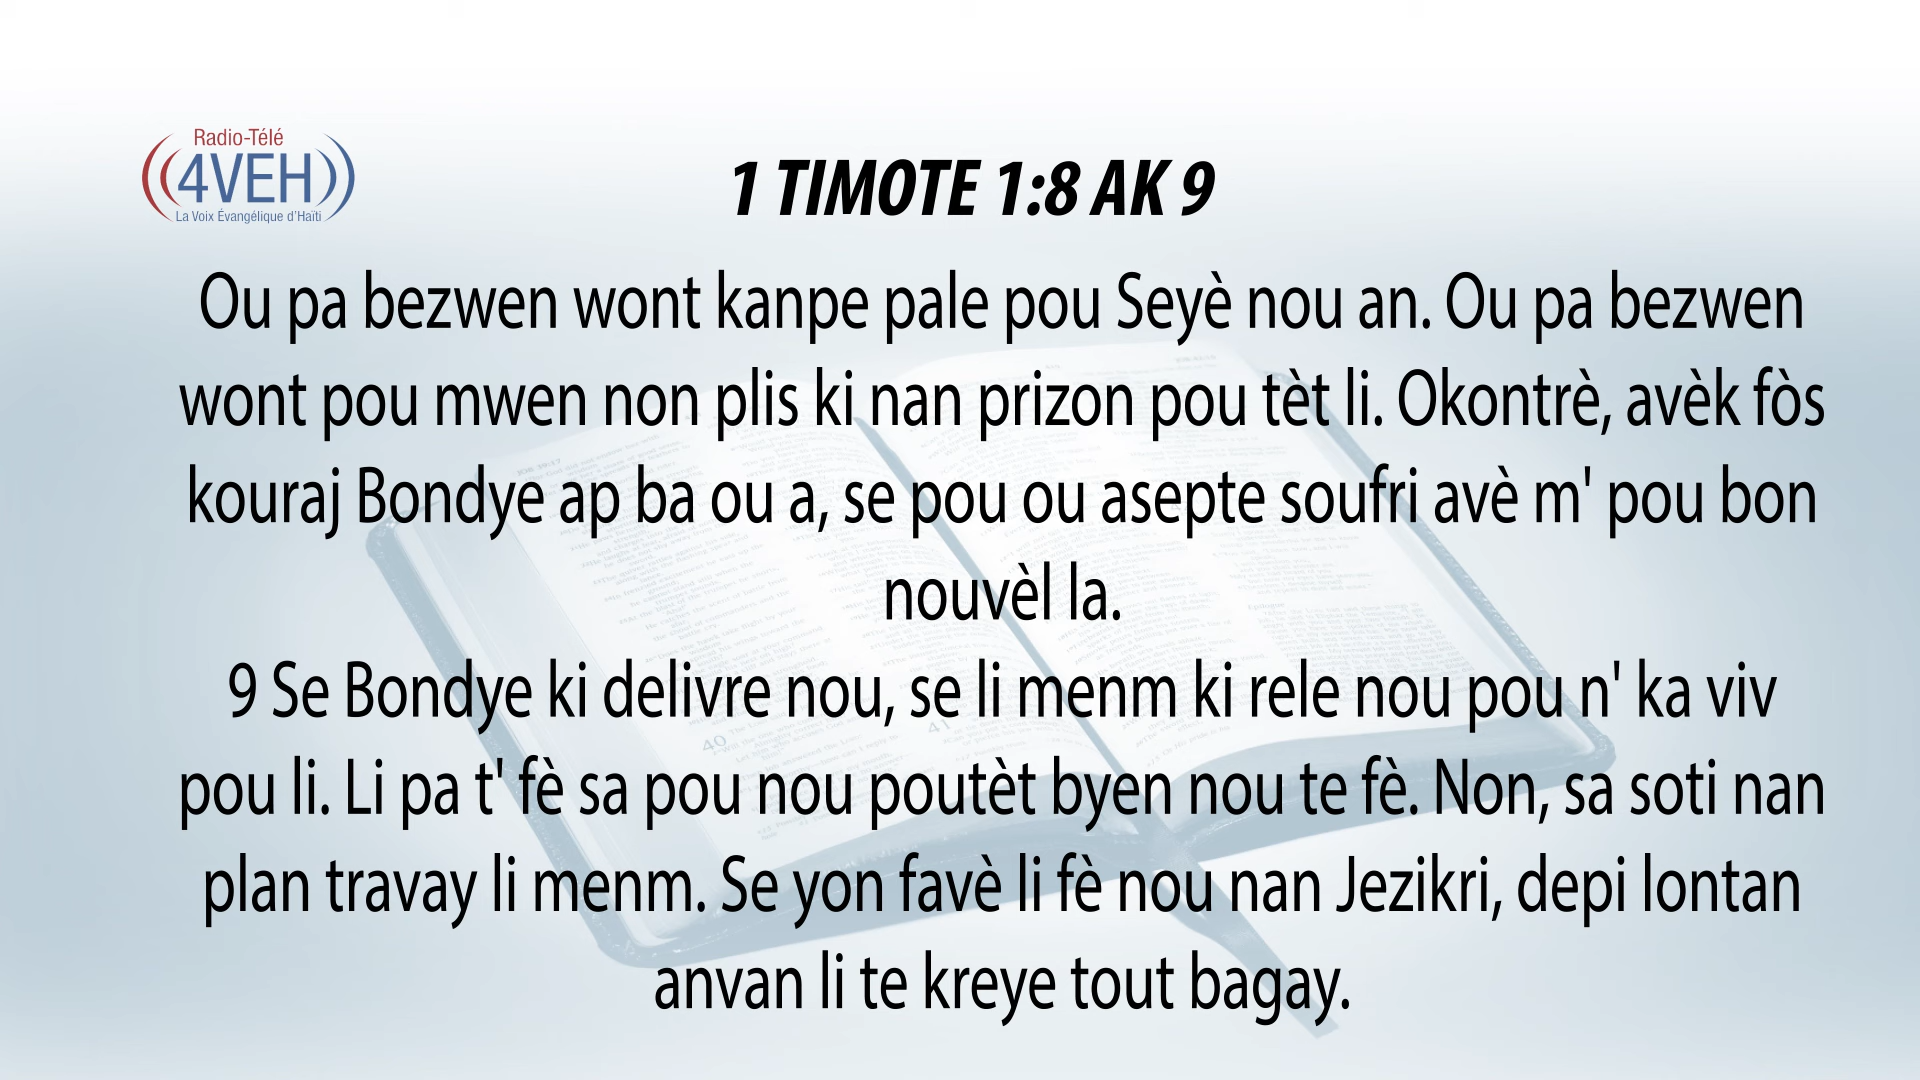 Radio-Télé
4VEH
La Voix Évangélique d'Haïti
1 TIMOTE 1:8 AK 9
Ou pa bezwen wont kanpe pale pou Seyè nou an. Ou pa bezwen
wont pou mwen non plis ki nan prizon pou tèt li. Okontrè, avèk fòs
kouraj Bondye ap ba ou a, se pou ou asepte soufri avè m' pou bon
nouvèl la.
9 Se Bondye ki delivre nou, se li menm ki rele nou pou n' ka viv
pou li. Li pa t' fè sa pou nou poutèt byen nou te fè. Non, sa soti nan
plan travay li menm. Se yon favè li fè nou nan Jezikri, depi lontan
anvan li te kreye tout bagay.
40
41